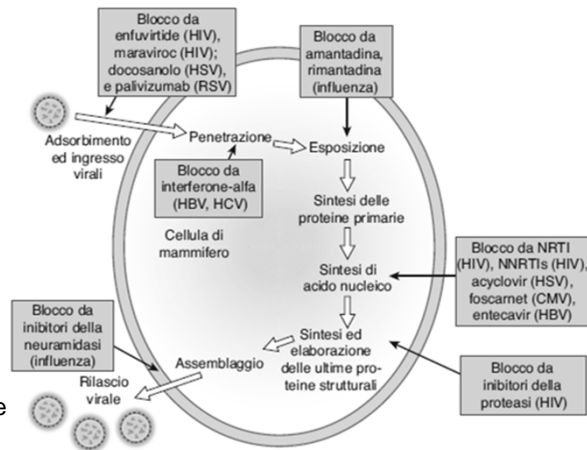 Blocco da
enfuvirtide (HIV),
maraviroc (HIV);
docosanolo (HSV),
e palivizumab (RSV)
Blocco da
amantadina,
rimantadina
(influenza)
Adsorbimento
ed ingresso
virali
Penetrazione
Esposizione
Blocco da
interferone-alfa
(HBV, HCV)
Sintesi delle
proteine primarie
Cellula di
mammifero
Sintesi di
acido nucleico
Blocco da NRTI
(HIV), NNRTIs (HIV),
acyclovir (HSV),
foscarnet (CMV),
entecavir (HBV)
Blocco da
inibitori della
neuramidasi
(influenza)
Sintesi ed
elaborazione
delle ultime pro-
teine strutturali
Assemblaggio
Rilascio
virale
Blocco da
inibitori della
proteasi (HIV)
e